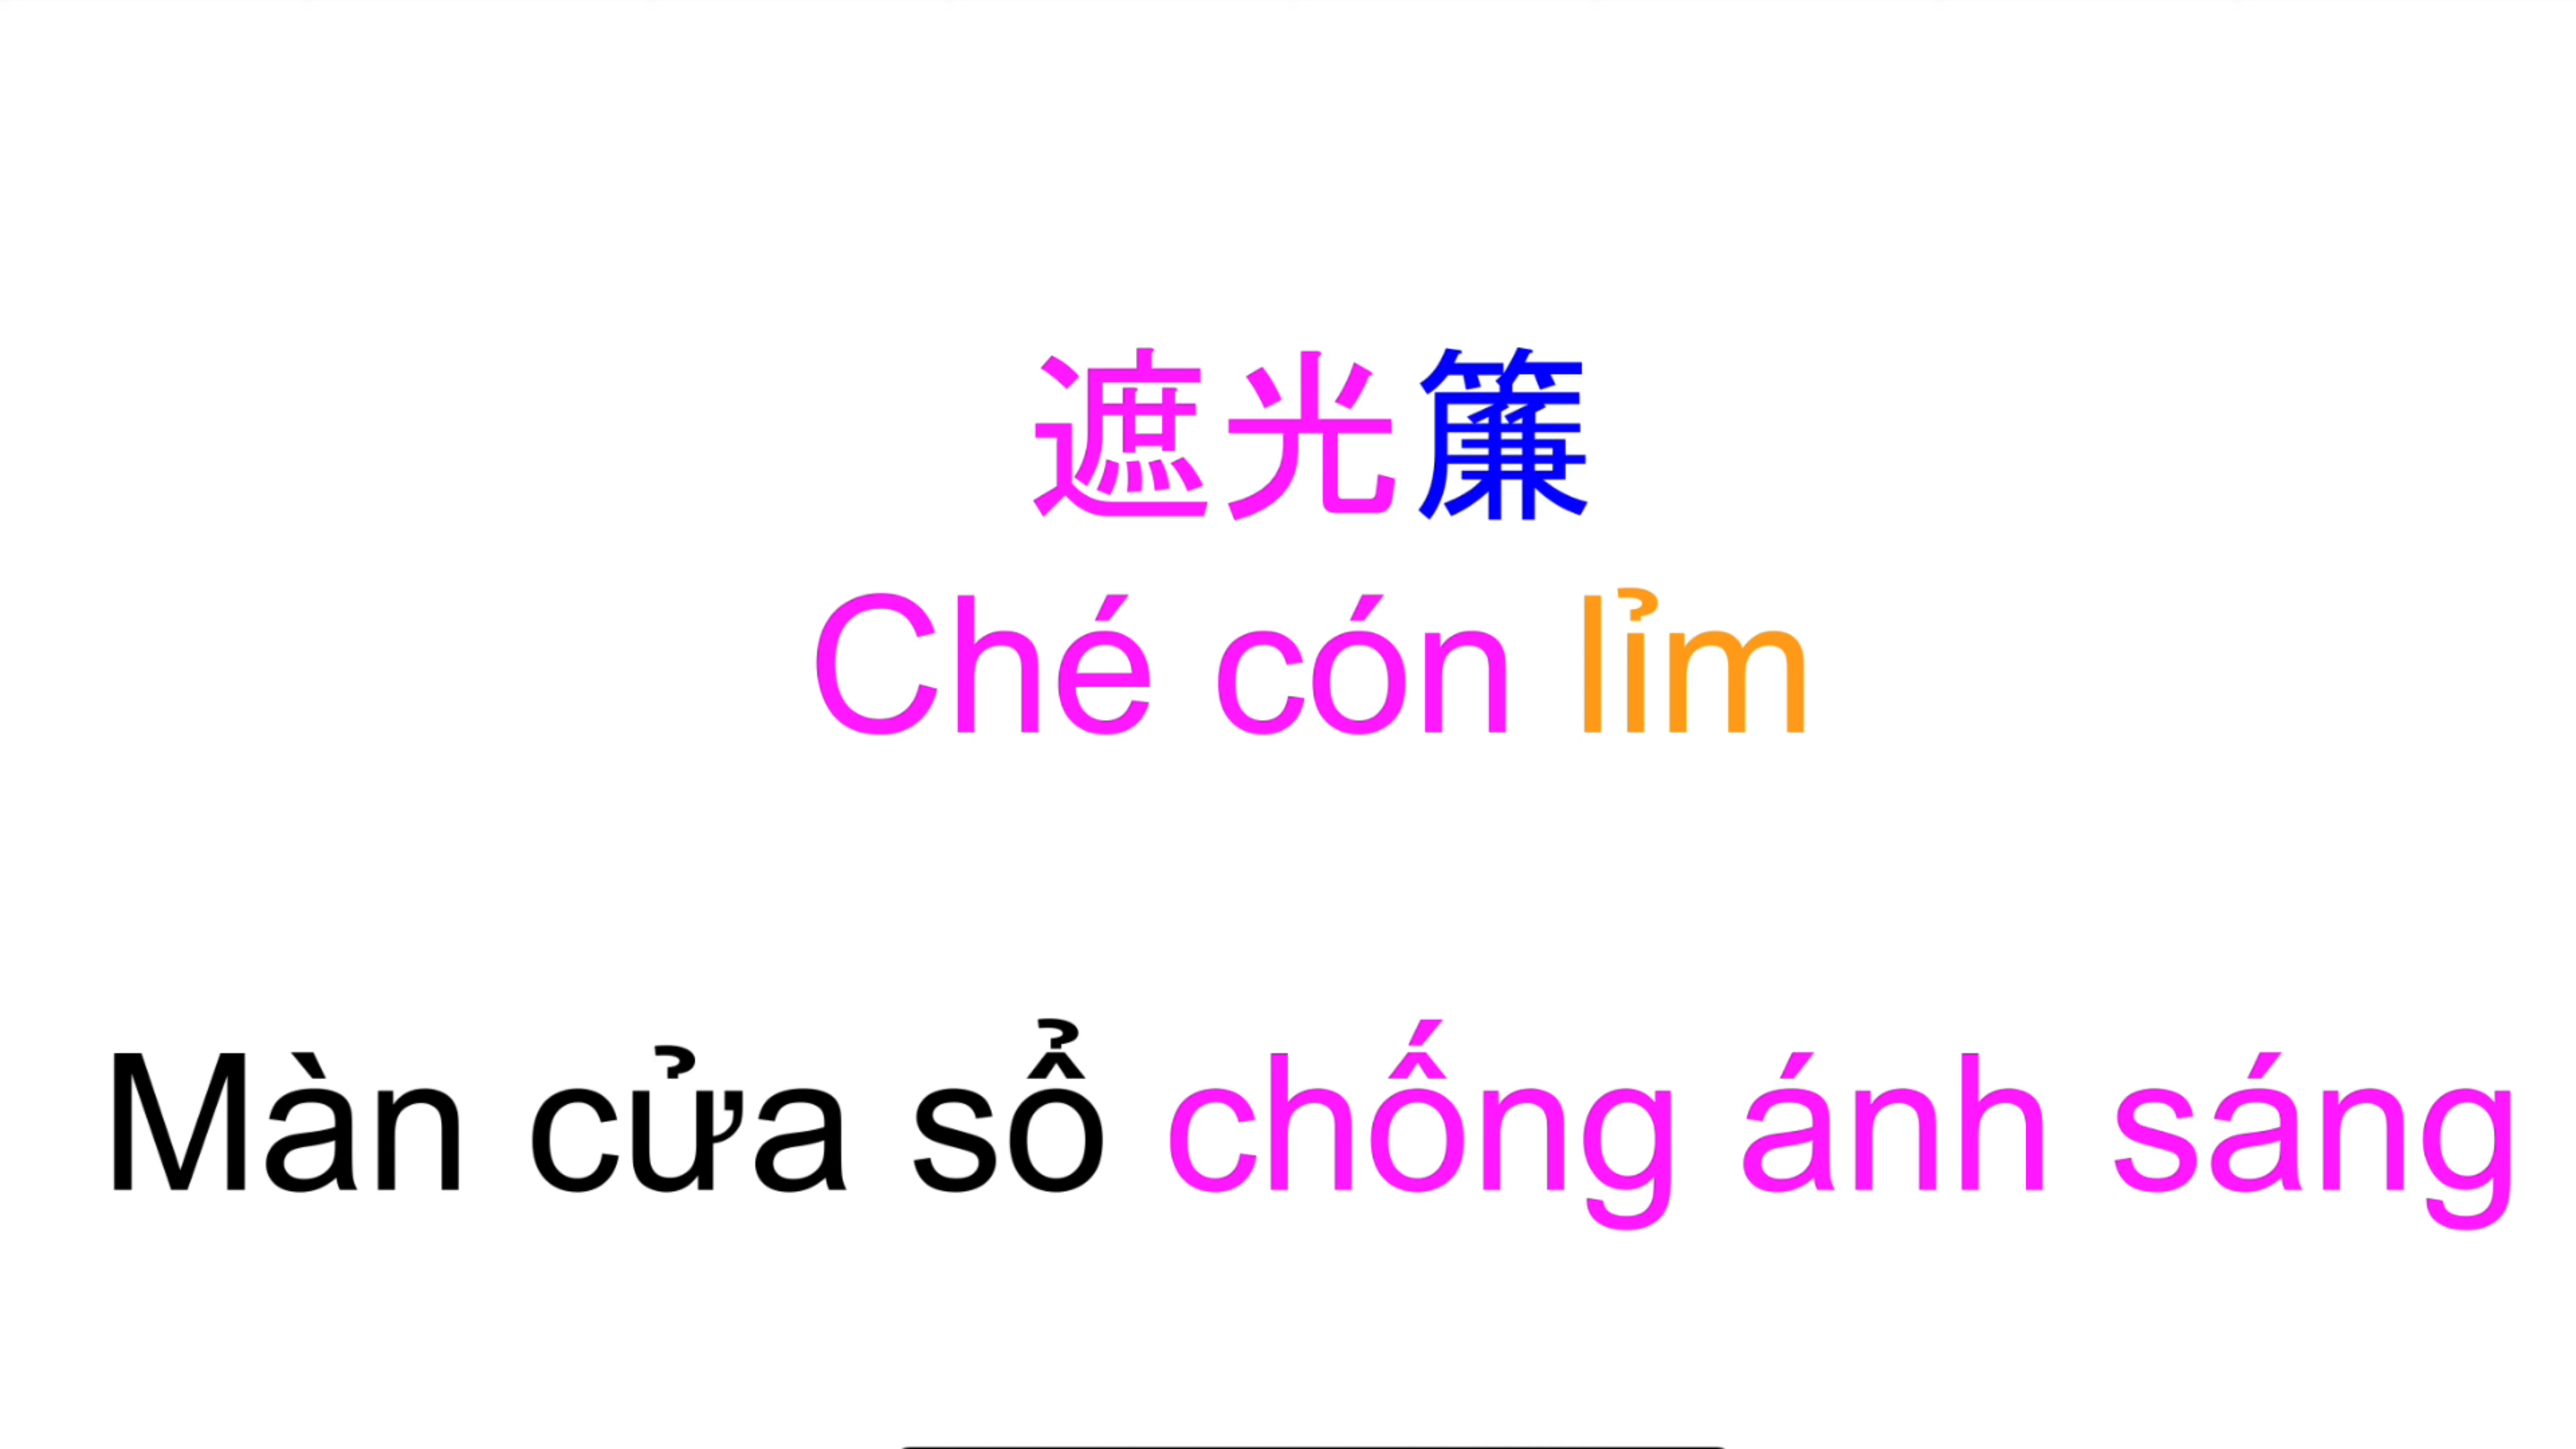 遮光簾
Ché cón lỉm
Màn cửa sổ chống ánh sáng